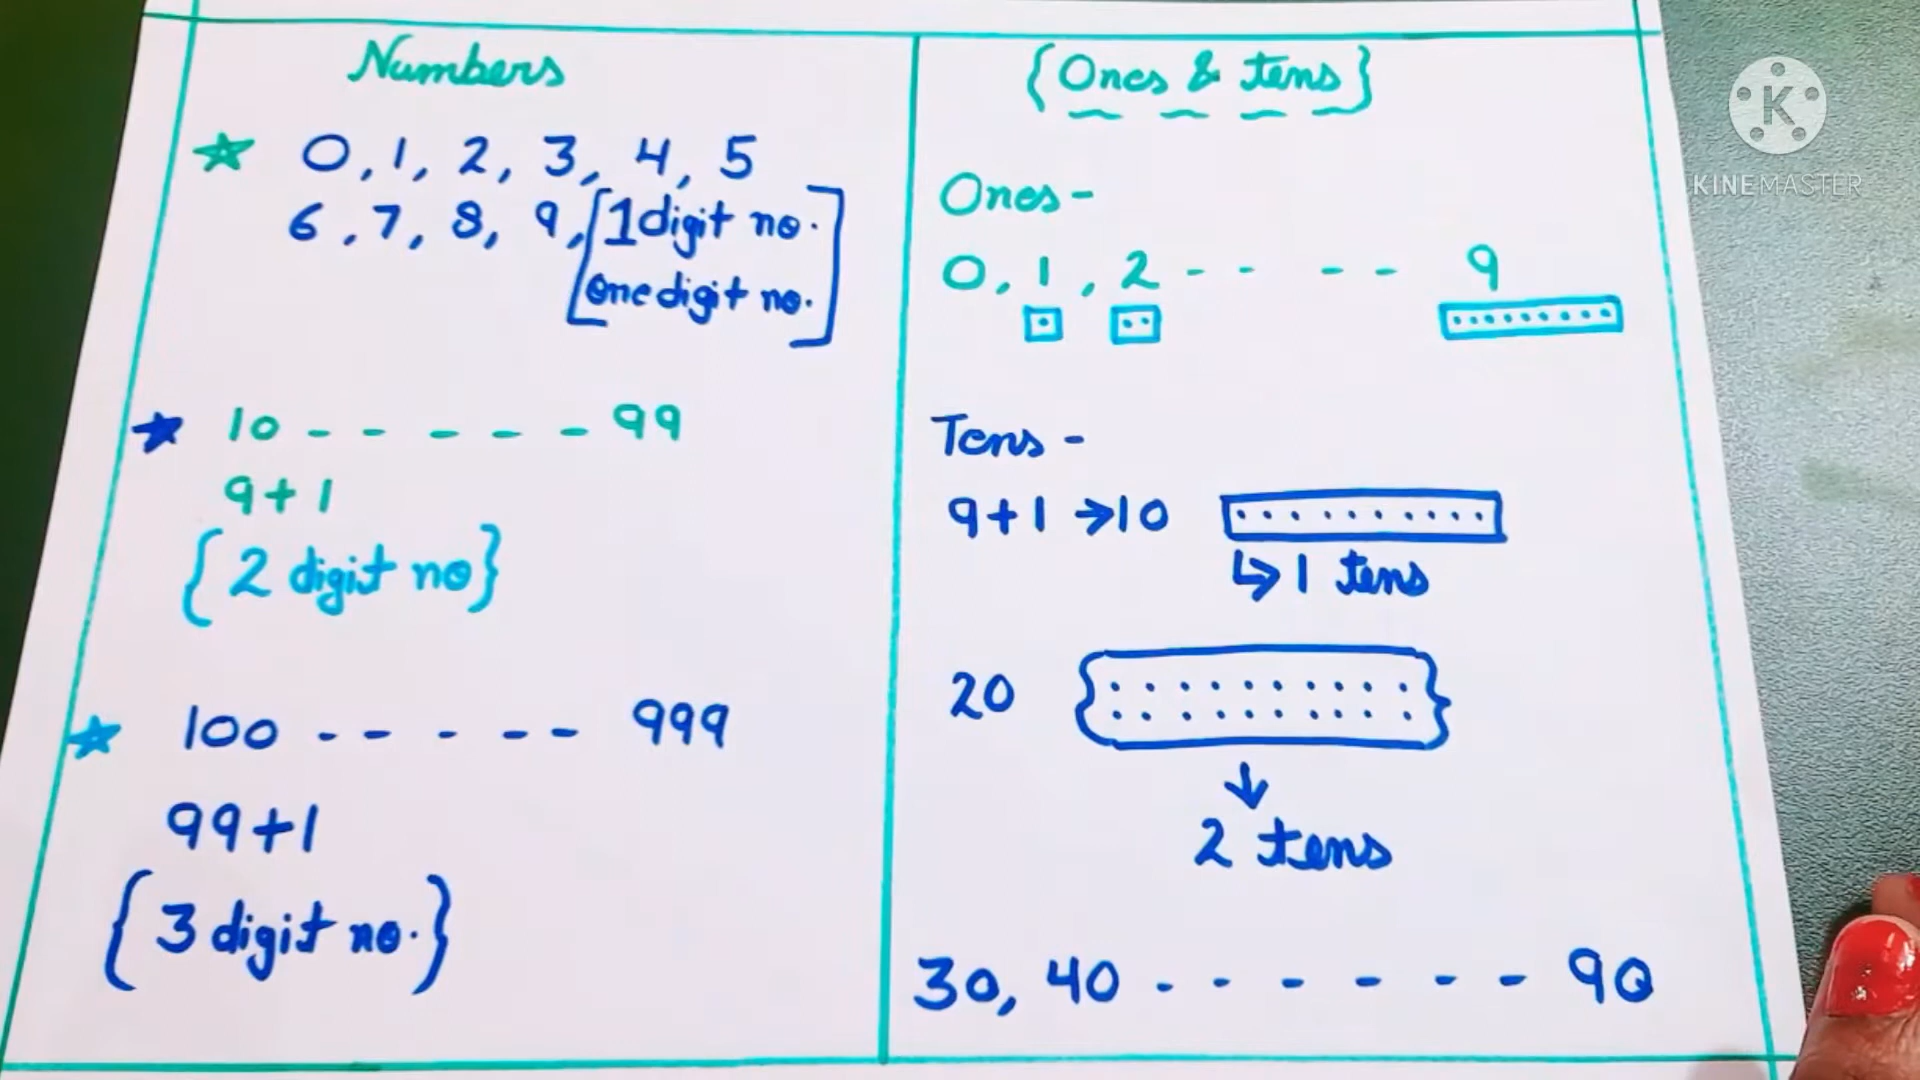 Numbers
0, 1, 2, 3, 4, 5
6, 7, 8, 9, [1 digit no.
one digit no.]
10 - - - - - 99
9+1
{2 digit no}
100 - - - - - 999
99+1
{3 digit no.}
{Ones & tens}
Ones -
0, 1, 2 - - - - 9
Tens -
9+1 → 10
↳ 1 tens
20
↓
2 tens
30, 40 - - - - - - - 90
K
KINEMASTER